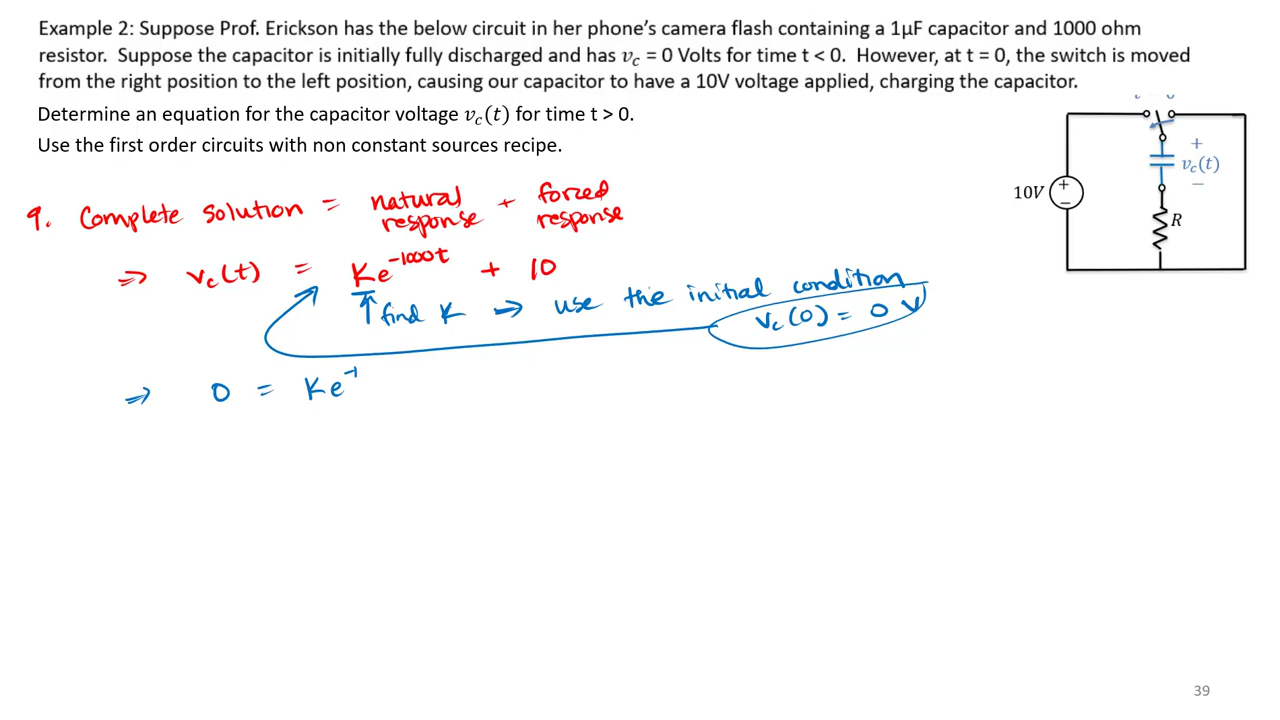 Example 2: Suppose Prof. Erickson has the below circuit in her phone's camera flash containing a 1µF capacitor and 1000 ohm
resistor. Suppose the capacitor is initially fully discharged and has v_c = 0 Volts for time t < 0. However, at t = 0, the switch is moved
from the right position to the left position, causing our capacitor to have a 10V voltage applied, charging the capacitor.
Determine an equation for the capacitor voltage v_c(t) for time t > 0.
Use the first order circuits with non constant sources recipe.
+
v_c(t)
−
10V
+
−
R
9. Complete solution = natural response + forced response
⇒ v_c(t) = Ke^{-1000t} + 10
↑ find K → use the initial condition
v_c(0) = 0 V
⇒ 0 = Ke^{-1
39